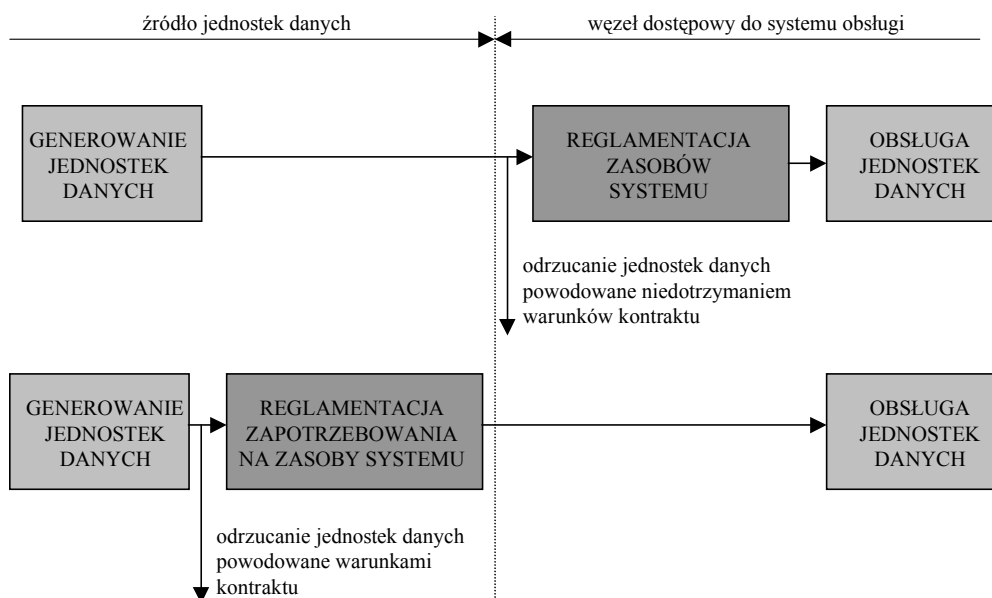 źródło jednostek danych
węzeł dostępowy do systemu obsługi
GENEROWANIE
JEDNOSTEK
DANYCH
REGLAMENTACJA
ZASOBÓW
SYSTEMU
OBSŁUGA
JEDNOSTEK
DANYCH
odrzucanie jednostek danych
powodowane niedotrzymaniem
warunków kontraktu
GENEROWANIE
JEDNOSTEK
DANYCH
REGLAMENTACJA
ZAPOTRZEBOWANIA
NA ZASOBY SYSTEMU
OBSŁUGA
JEDNOSTEK
DANYCH
odrzucanie jednostek danych
powodowane warunkami
kontraktu